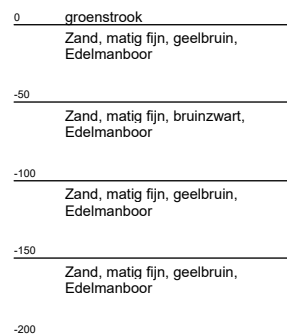 0 groenstrook
Zand, matig fijn, geelbruin,
Edelmanboor
-50
Zand, matig fijn, bruinzwart,
Edelmanboor
-100
Zand, matig fijn, geelbruin,
Edelmanboor
-150
Zand, matig fijn, geelbruin,
Edelmanboor
-200